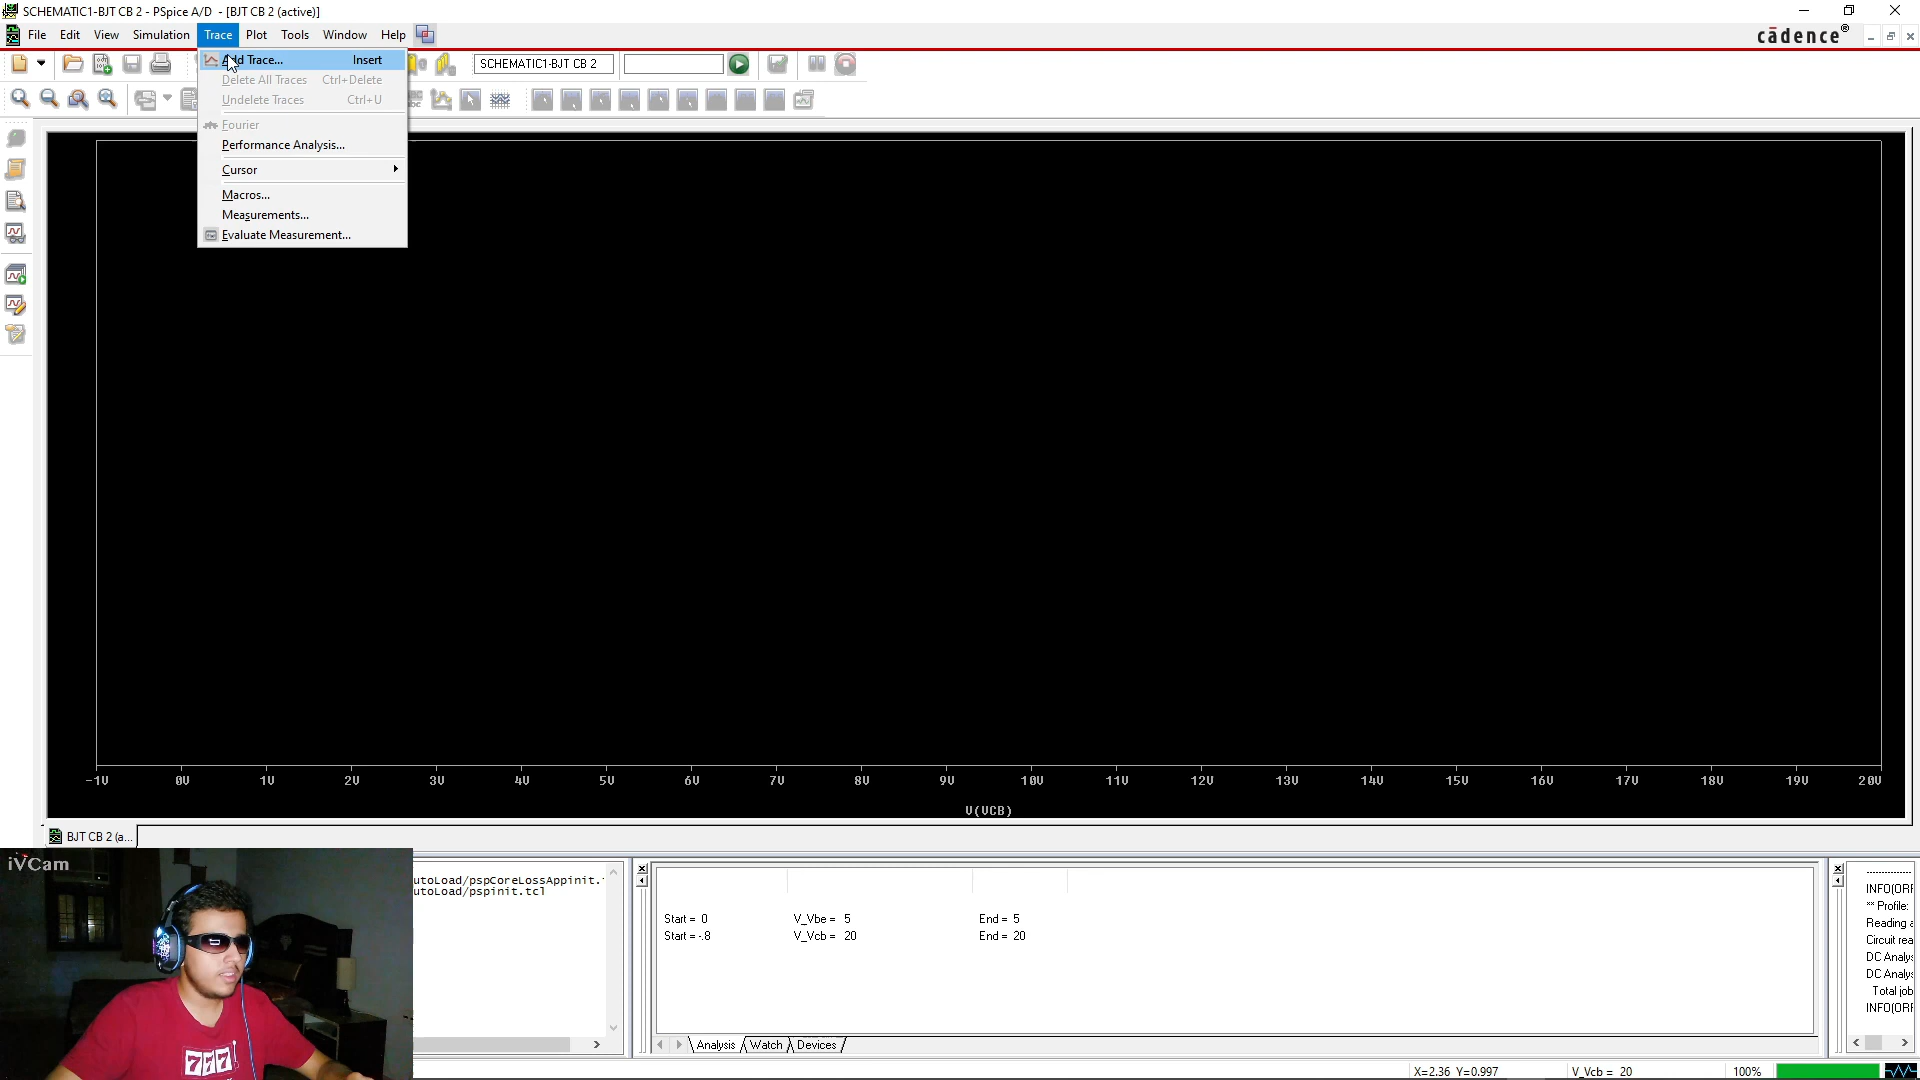 SCHEMATIC1-BJT CB 2 - PSpice A/D - [BJT CB 2 (active)]
File Edit View Simulation Trace Plot Tools Window Help
cādence®
Add Trace... Insert
SCHEMATIC1-BJT CB 2
Delete All Traces Ctrl+Delete
Undelete Traces Ctrl+U
Fourier
Performance Analysis...
Cursor
Macros...
Measurements...
Evaluate Measurement...
-1V 0V 1V 2V 3V 4V 5V 6V 7V 8V 9V 10V 11V 12V 13V 14V 15V 16V 17V 18V 19V 20V
V(VCB)
BJT CB 2 (a...
iVCam
utoLoad/pspCoreLossAppinit.
utoLoad/pspinit.tcl
Start = 0 V_Vbe = 5 End = 5
Start = -.8 V_Vcb = 20 End = 20
INFO(ORF
** Profile:
Reading a
Circuit rea
DC Analys
DC Analys
Total job
INFO(ORF
Analysis Watch Devices
777
X=2.36 Y=0.997 V_Vcb = 20 100%